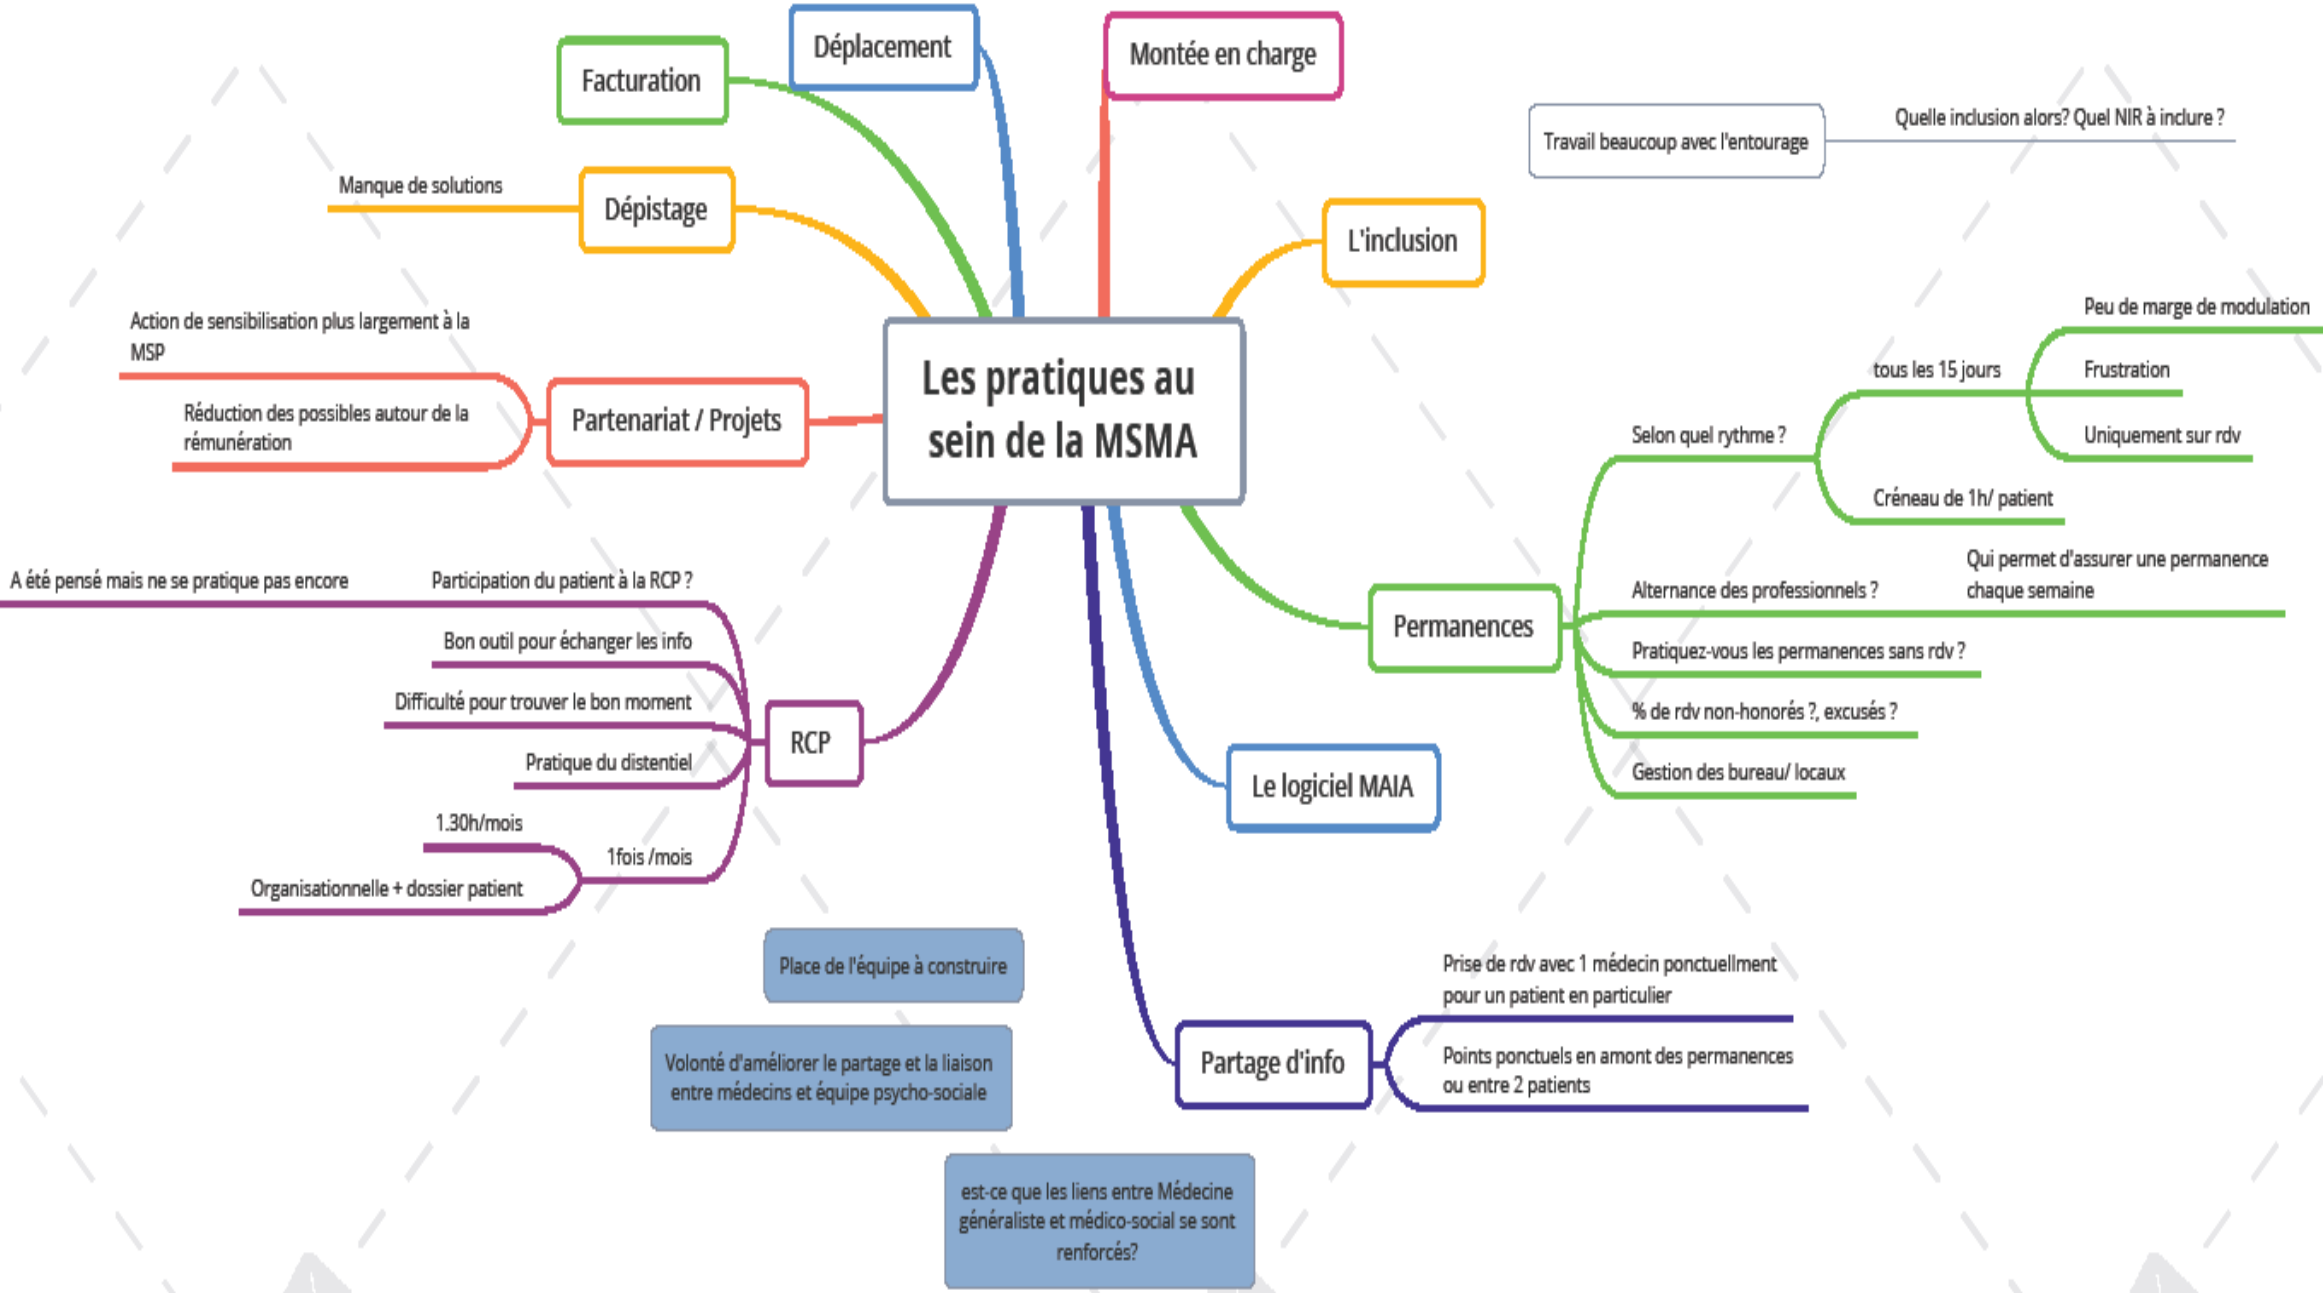 Déplacement
Montée en charge
Facturation
Travail beaucoup avec l'entourage
Quelle inclusion alors? Quel NIR à inclure ?
Manque de solutions
Dépistage
L'inclusion
Action de sensibilisation plus largement à la
MSP
Réduction des possibles autour de la
rémunération
Partenariat / Projets
Les pratiques au
sein de la MSMA
Permanences
Selon quel rythme ?
tous les 15 jours
Peu de marge de modulation
Frustration
Uniquement sur rdv
Créneau de 1h/ patient
Alternance des professionnels ?
Qui permet d'assurer une permanence
chaque semaine
Pratiquez-vous les permanences sans rdv ?
% de rdv non-honorés ?, excusés ?
Gestion des bureau/ locaux
A été pensé mais ne se pratique pas encore
Participation du patient à la RCP ?
Bon outil pour échanger les info
Difficulté pour trouver le bon moment
Pratique du distentiel
RCP
1.30h/mois
1fois /mois
Organisationnelle + dossier patient
Le logiciel MAIA
Place de l'équipe à construire
Volonté d'améliorer le partage et la liaison
entre médecins et équipe psycho-sociale
Partage d'info
Prise de rdv avec 1 médecin ponctuellment
pour un patient en particulier
Points ponctuels en amont des permanences
ou entre 2 patients
est-ce que les liens entre Médecine
généraliste et médico-social se sont
renforcés?